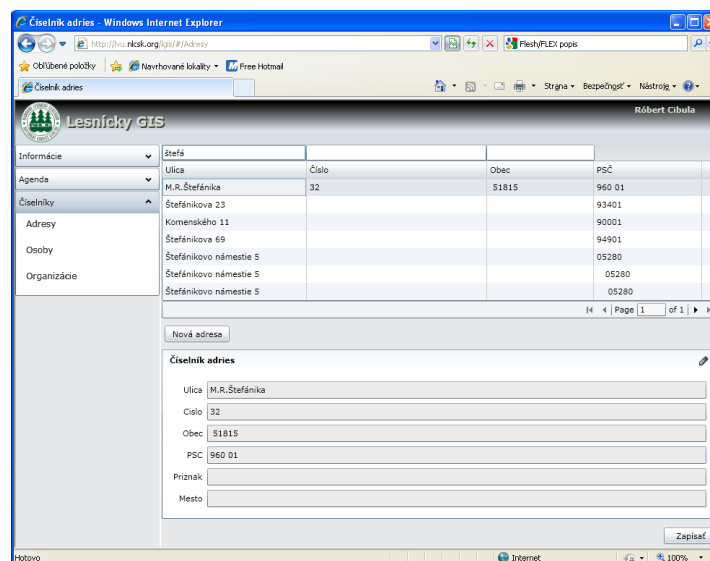 Číselník adries - Windows Internet Explorer
http://lvu.nlcsk.org/lgis/#/Adresy
Flesh/FLEX popis
Obľúbené položky
Navrhované lokality
Free Hotmail
Číselník adries
Strana
Bezpečnosť
Nástroje
Lesnícky GIS
Róbert Cibula
Informácie
Agenda
Číselníky
Adresy
Osoby
Organizácie
štefá
Ulica Číslo Obec PSČ
M.R.Štefánika 32 51815 960 01
Štefánikova 23 93401
Komenského 11 90001
Štefánikova 69 94901
Štefánikovo námestie 5 05280
Štefánikovo námestie 5 05280
Štefánikovo námestie 5 05280
Page 1 of 1
Nová adresa
Číselník adries
Ulica M.R.Štefánika
Cislo 32
Obec 51815
PSC 960 01
Priznak
Mesto
Zapísať
Hotovo
Internet
100%